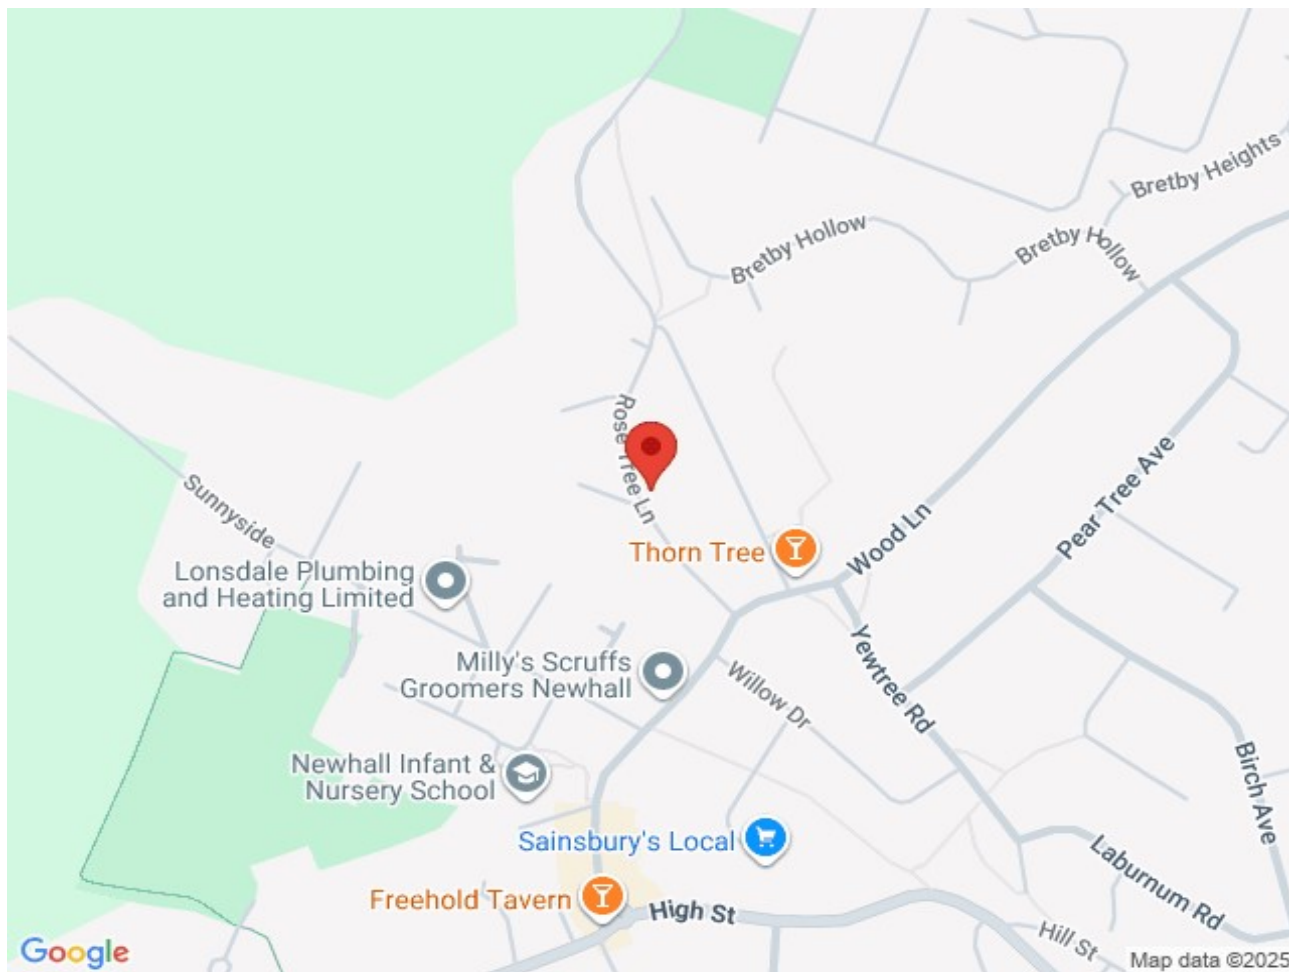 Bretby Heights
Bretby Hollow
Bretby Hollow
Rose Tree Ln
Sunnyside
Thorn Tree
Wood Ln
Pear Tree Ave
Lonsdale Plumbing
and Heating Limited
Milly's Scruffs
Groomers Newhall
Willow Dr
Yewtree Rd
Newhall Infant &
Nursery School
Birch Ave
Sainsbury's Local
Laburnum Rd
Freehold Tavern
High St
Hill St
Google
Map data ©2025